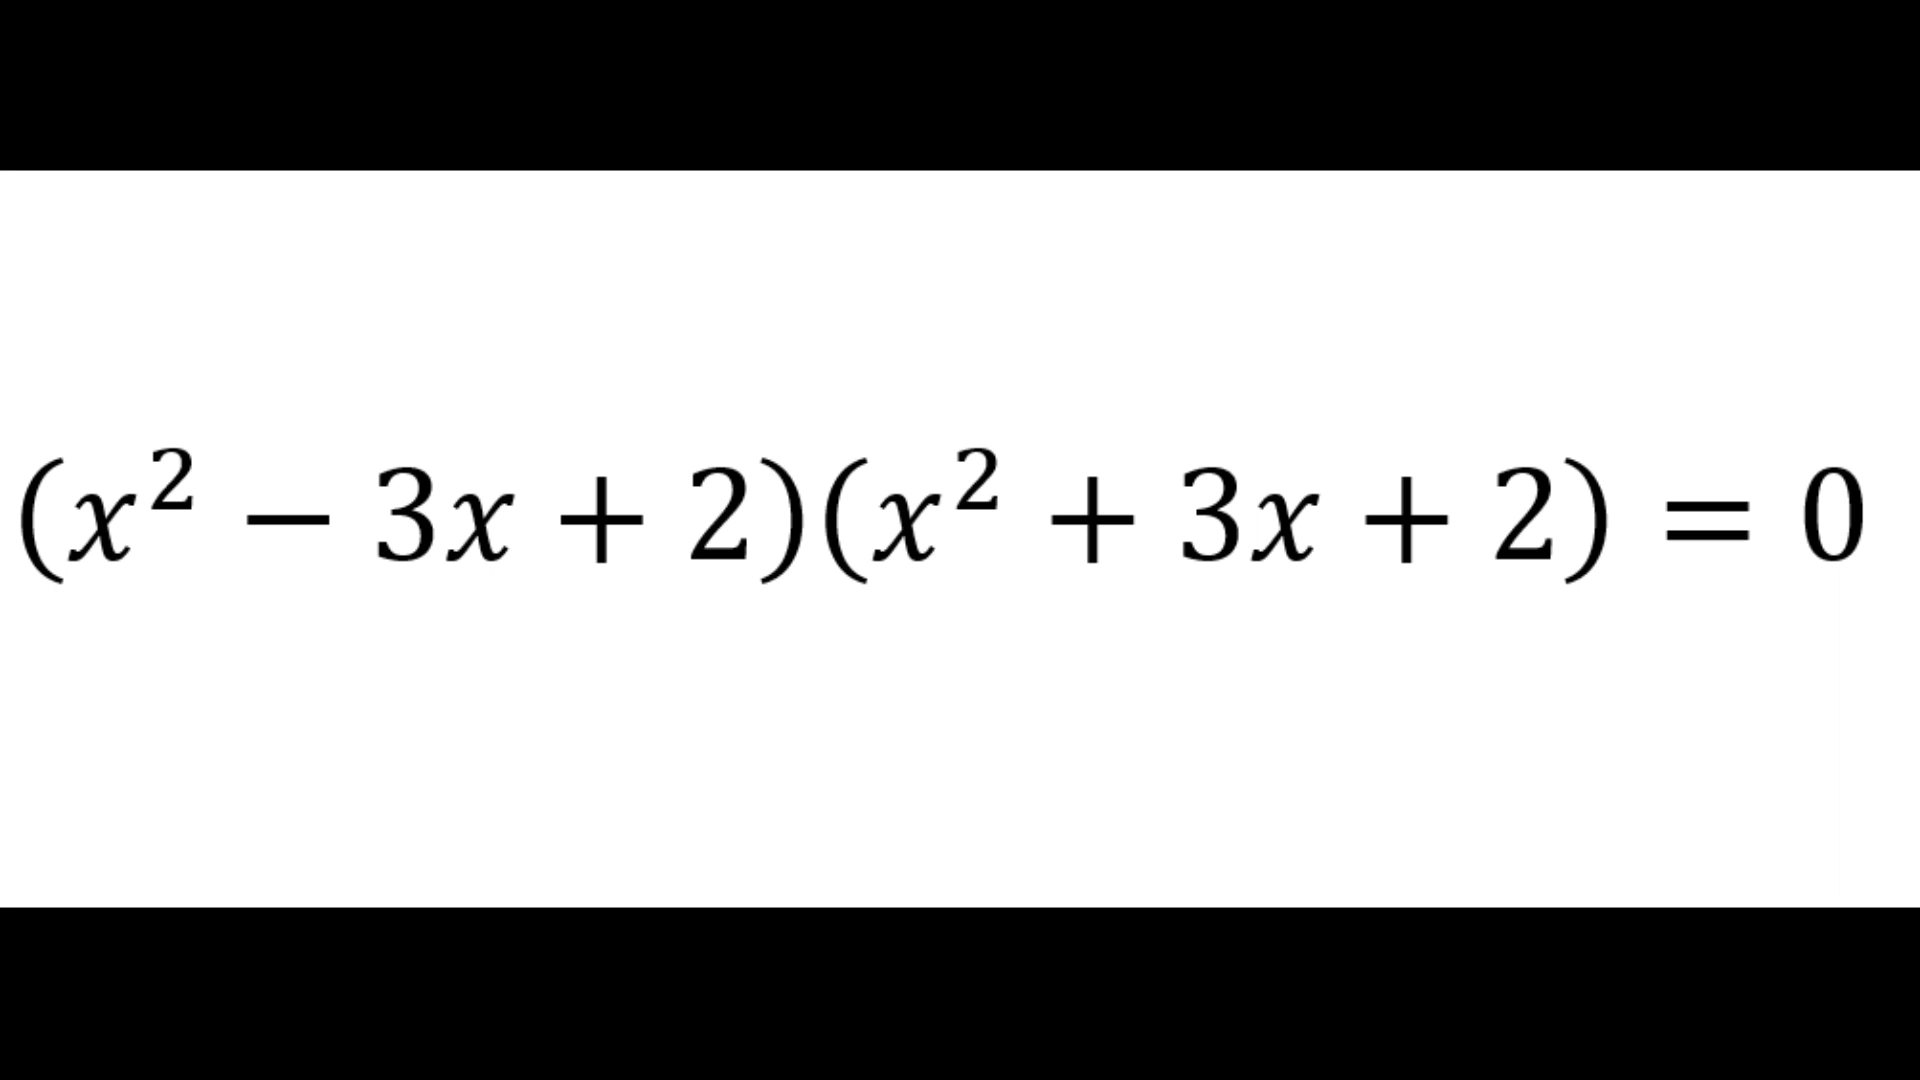 (x² − 3x + 2)(x² + 3x + 2) = 0